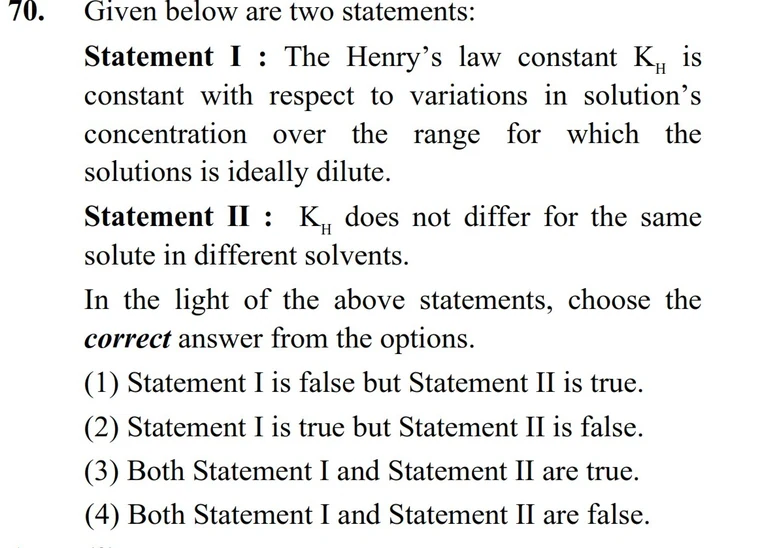 70. Given below are two statements:
Statement I : The Henry's law constant K_H is
constant with respect to variations in solution's
concentration over the range for which the
solutions is ideally dilute.
Statement II : K_H does not differ for the same
solute in different solvents.
In the light of the above statements, choose the
correct answer from the options.
(1) Statement I is false but Statement II is true.
(2) Statement I is true but Statement II is false.
(3) Both Statement I and Statement II are true.
(4) Both Statement I and Statement II are false.